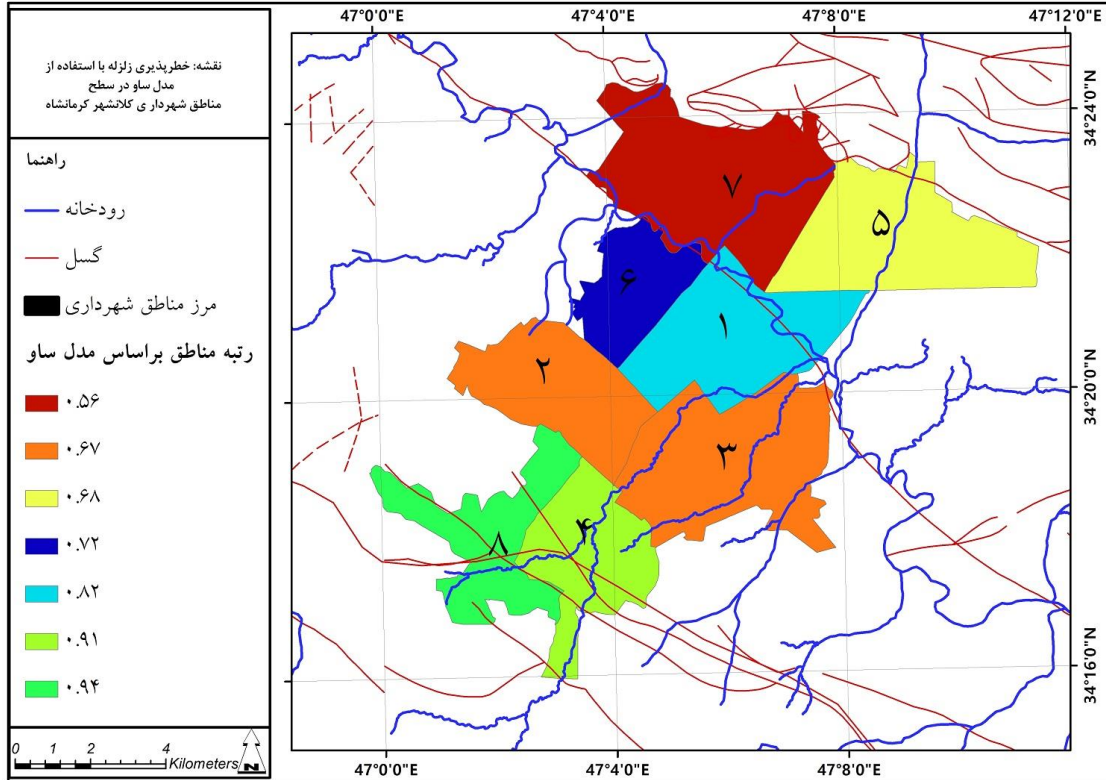 نقشه: خطرپذیری زلزله با استفاده از
مدل ساو در سطح
مناطق شهردار ی کلانشهر کرمانشاه
راهنما
رودخانه
گسل
مرز مناطق شهرداری
رتبه مناطق براساس مدل ساو
۰.۵۶
۰.۶۷
۰.۶۸
۰.۷۲
۰.۸۲
۰.۹۱
۰.۹۴
0 1 2 4
Kilometers
47°0'0"E 47°4'0"E 47°8'0"E 47°12'0"E
34°24'0"N
34°20'0"N
34°16'0"N
۷
۵
۶
۱
۲
۳
۴
۸
47°0'0"E 47°4'0"E 47°8'0"E